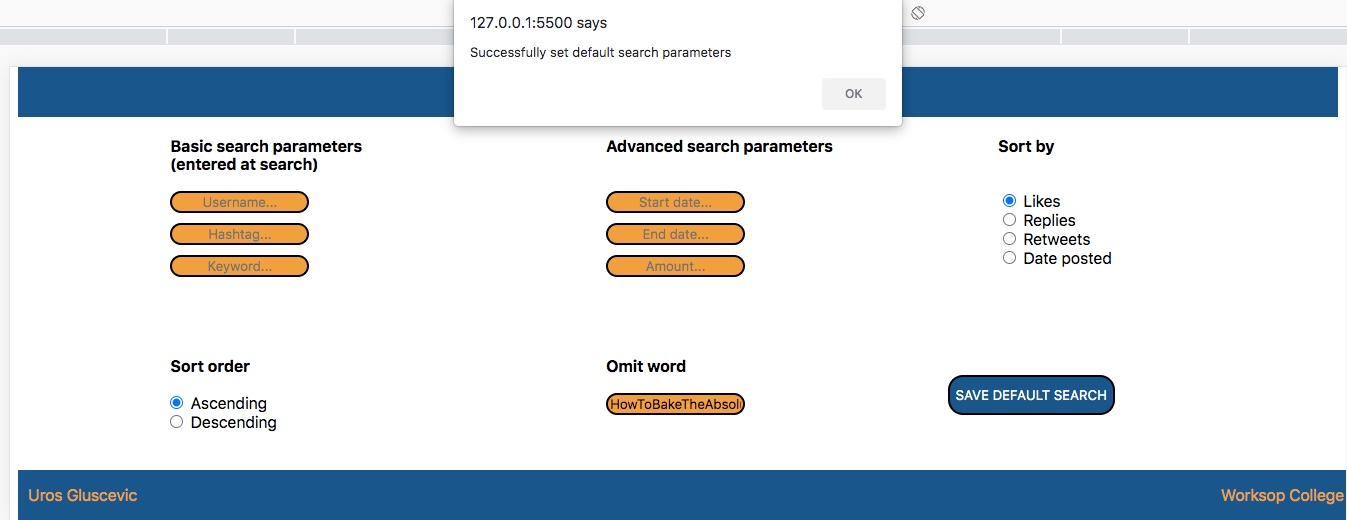 127.0.0.1:5500 says
Successfully set default search parameters
OK
Basic search parameters
(entered at search)
Username...
Hashtag...
Keyword...
Advanced search parameters
Start date...
End date...
Amount...
Sort by
Likes
Replies
Retweets
Date posted
Sort order
Ascending
Descending
Omit word
HowToBakeTheAbsol
SAVE DEFAULT SEARCH
Uros Gluscevic
Worksop College